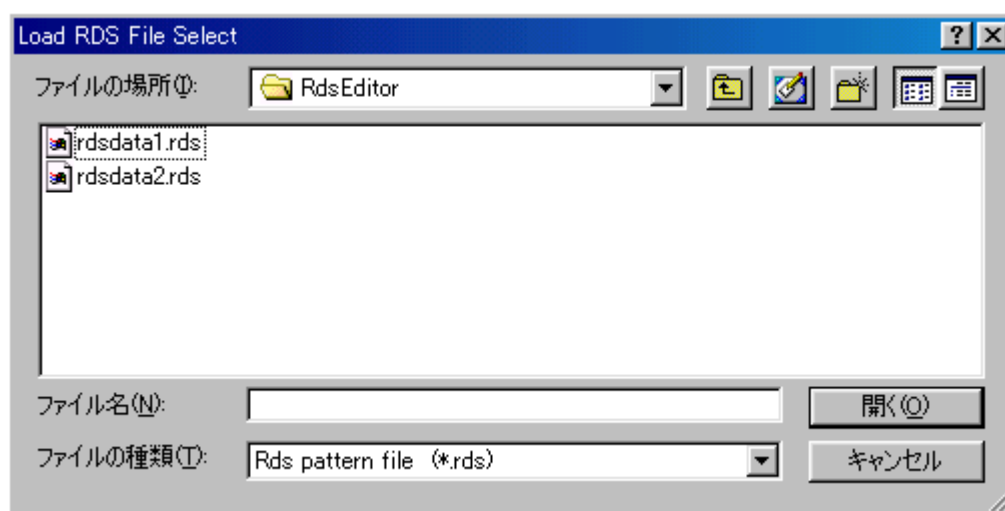 Load RDS File Select
ファイルの場所(I):
RdsEditor
rdsdata1.rds
rdsdata2.rds
ファイル名(N):
開く(O)
ファイルの種類(T):
Rds pattern file (*.rds)
キャンセル